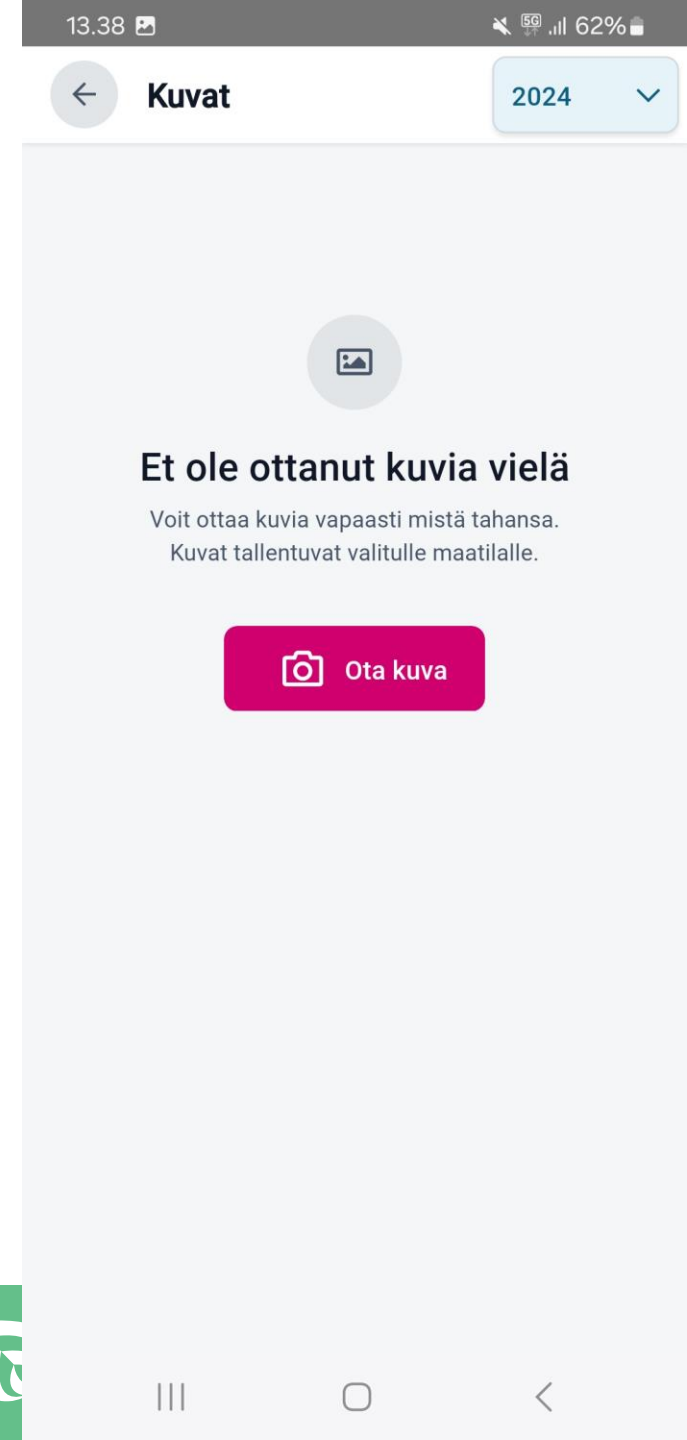 13.38 5G 62%
Kuvat 2024
Et ole ottanut kuvia vielä
Voit ottaa kuvia vapaasti mistä tahansa.
Kuvat tallentuvat valitulle maatilalle.
Ota kuva